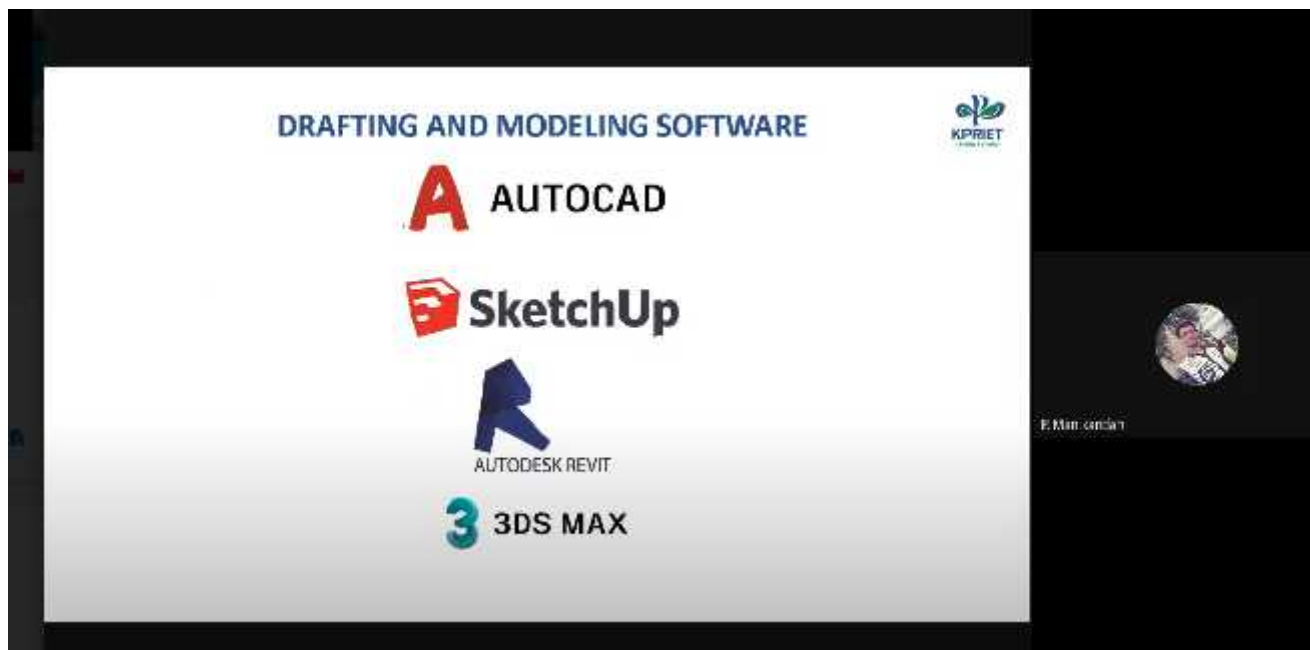 DRAFTING AND MODELING SOFTWARE
KPRIET
AUTOCAD
SketchUp
AUTODESK REVIT
3DS MAX